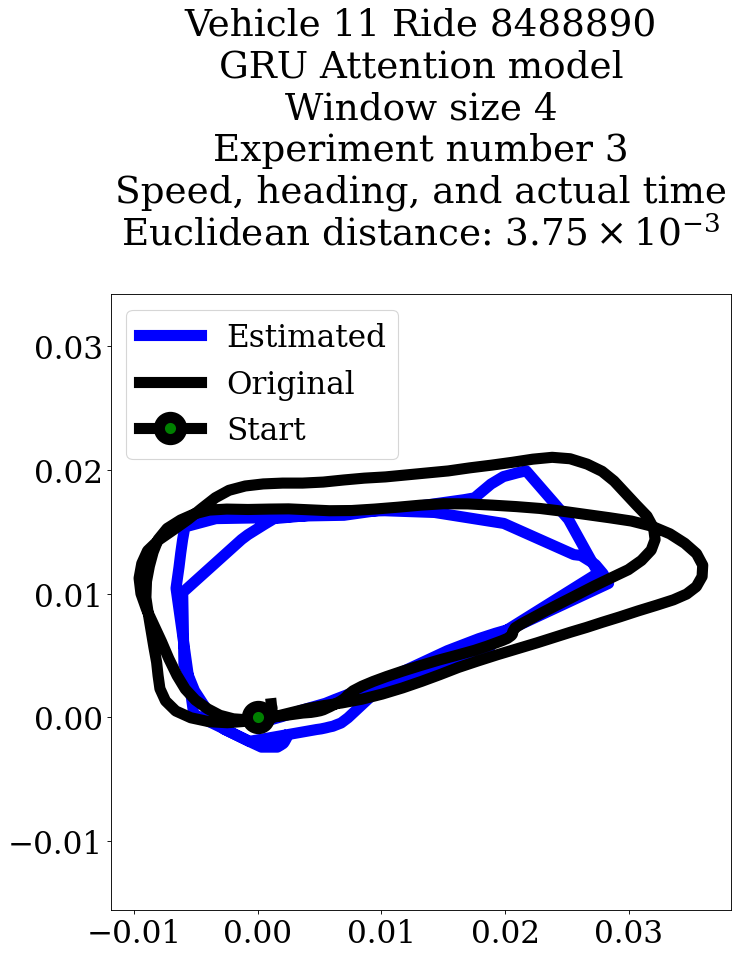 Vehicle 11 Ride 8488890
GRU Attention model
Window size 4
Experiment number 3
Speed, heading, and actual time
Euclidean distance: 3.75 × 10⁻³
Estimated
Original
Start
0.03
0.02
0.01
0.00
−0.01
−0.01 0.00 0.01 0.02 0.03